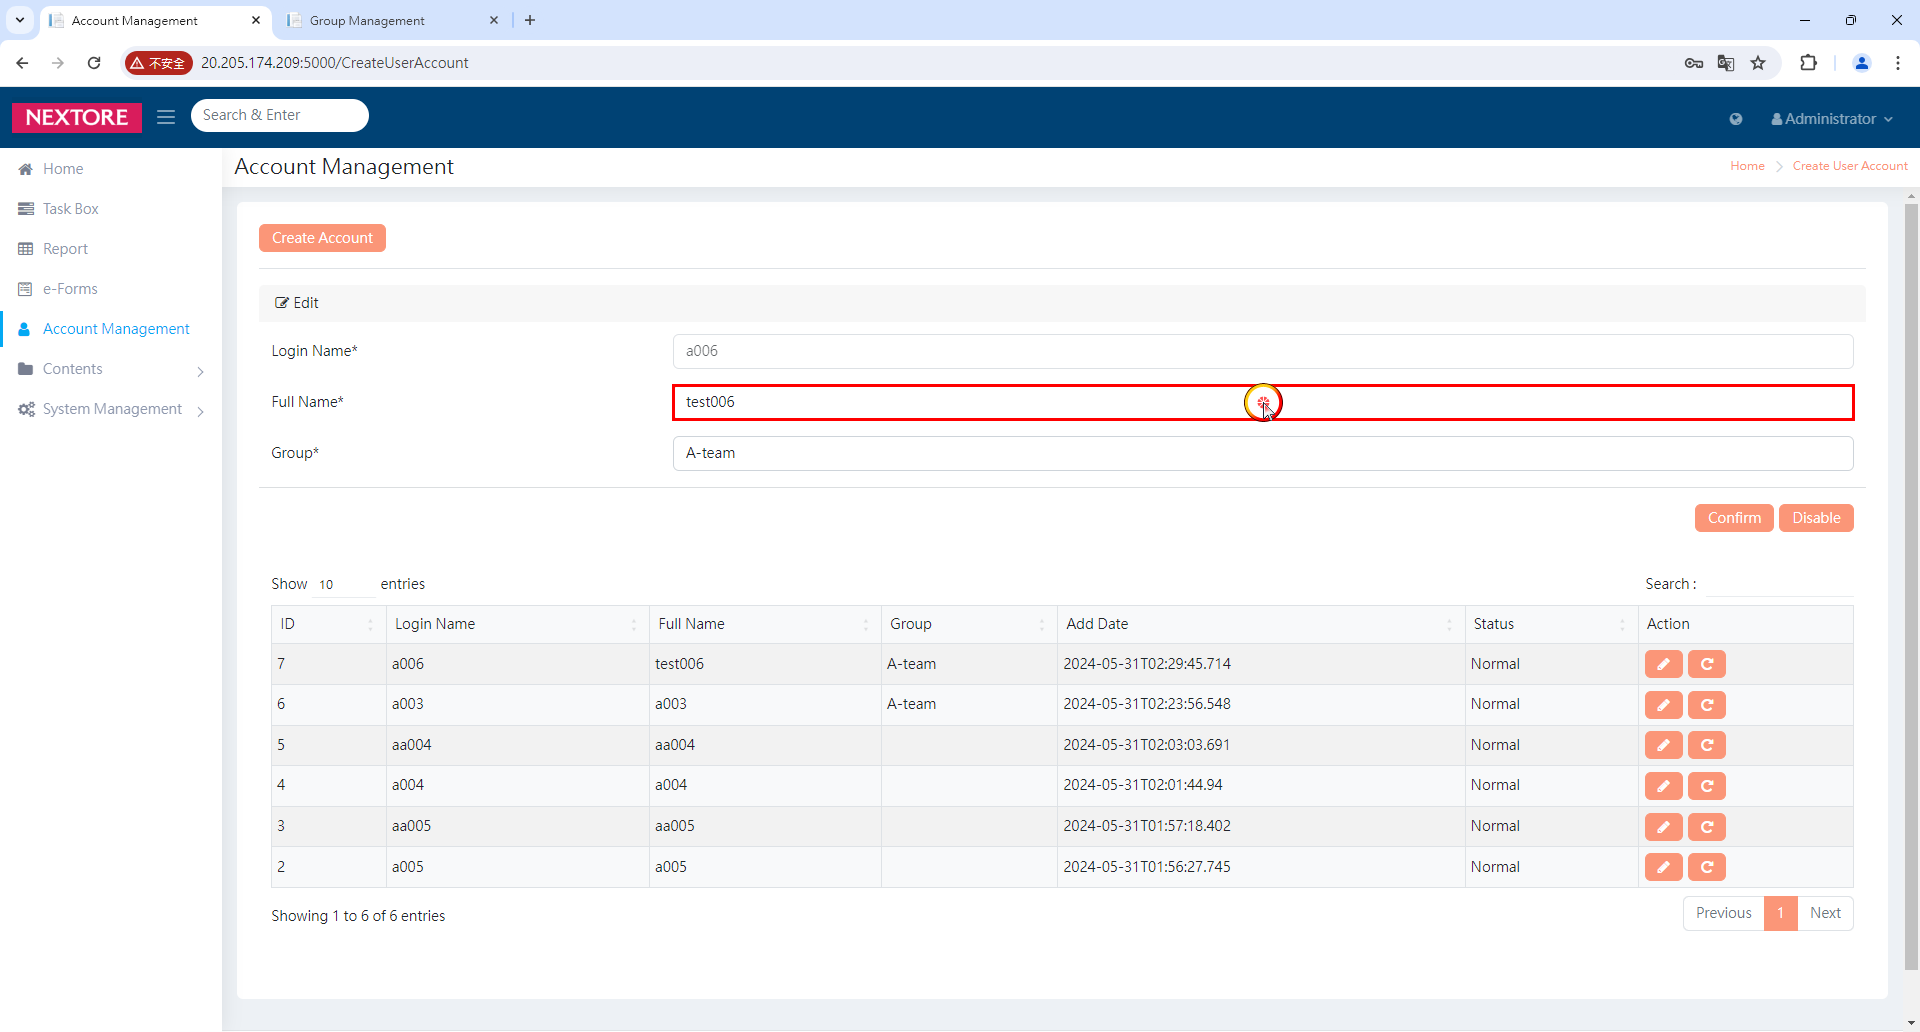 Account Management
Group Management
不安全
20.205.174.209:5000/CreateUserAccount
NEXTORE
Search & Enter
Administrator
Home
Task Box
Report
e-Forms
Account Management
Contents
System Management
Account Management
Home
Create User Account
Create Account
Edit
Login Name* a006
Full Name* test006
Group* A-team
Confirm Disable
Show 10 entries Search :
ID Login Name Full Name Group Add Date Status Action
7 a006 test006 A-team 2024-05-31T02:29:45.714 Normal
6 a003 a003 A-team 2024-05-31T02:23:56.548 Normal
5 aa004 aa004 2024-05-31T02:03:03.691 Normal
4 a004 a004 2024-05-31T02:01:44.94 Normal
3 aa005 aa005 2024-05-31T01:57:18.402 Normal
2 a005 a005 2024-05-31T01:56:27.745 Normal
Showing 1 to 6 of 6 entries
Previous 1 Next